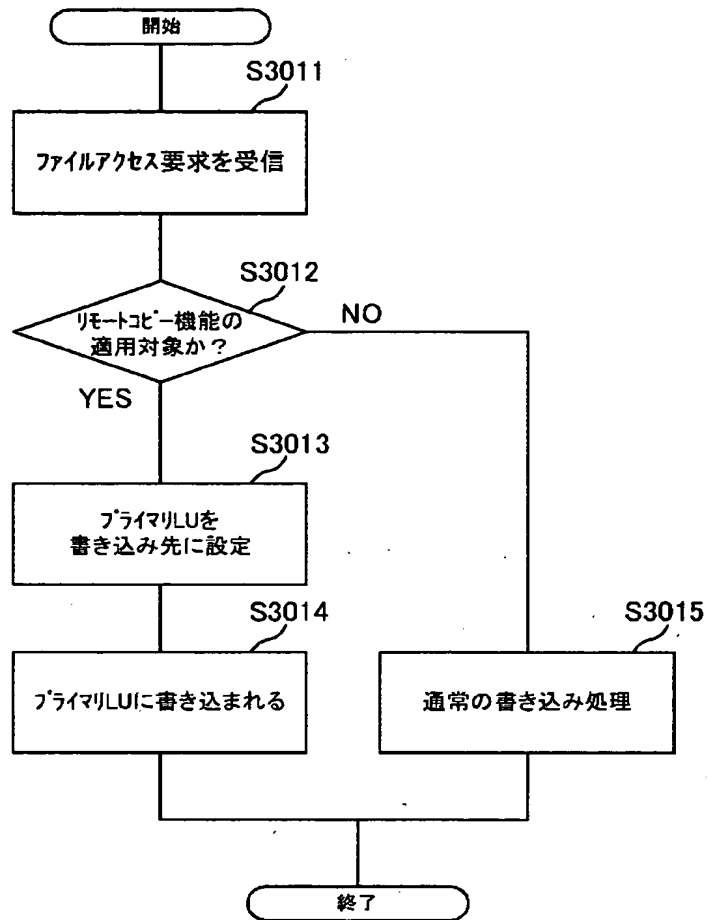 開始
S3011
ファイルアクセス要求を受信
S3012
リモートコピー機能の
適用対象か？
NO
YES
S3013
プライマリLUを
書き込み先に設定
S3014
プライマリLUに書き込まれる
S3015
通常の書き込み処理
終了